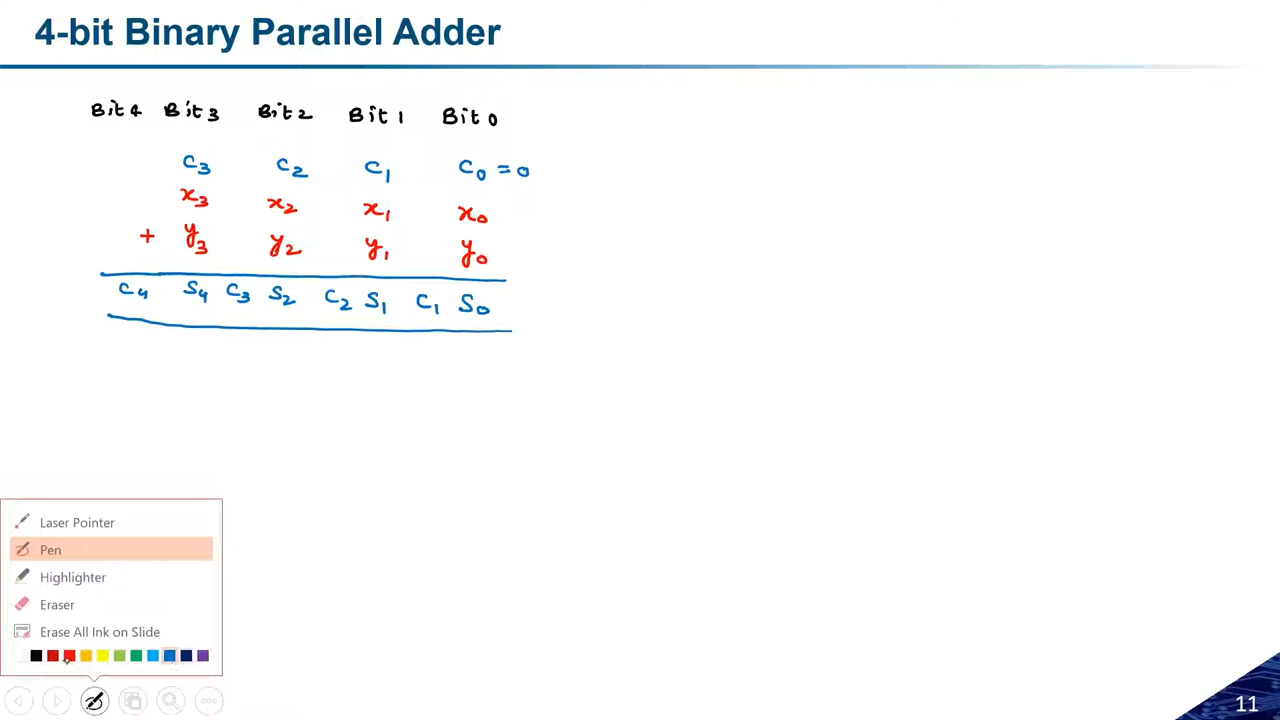 4-bit Binary Parallel Adder
Bit 4 Bit 3 Bit 2 Bit 1 Bit 0
C3 C2 C1 C0 = 0
x3 x2 x1 x0
+ y3 y2 y1 y0
C4 S4 C3 S2 C2 S1 C1 S0
Laser Pointer
Pen
Highlighter
Eraser
Erase All Ink on Slide
11